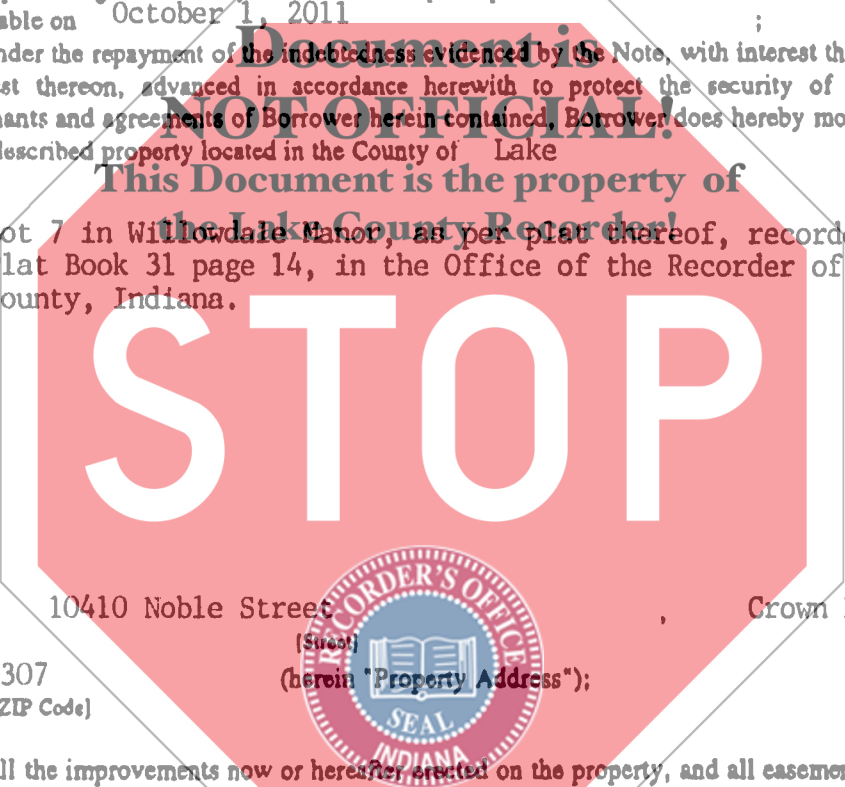 able on October 1, 2011 ;
nder the repayment of the indebtedness evidenced by the Note, with interest th
st thereon, advanced in accordance herewith to protect the security of
nants and agreements of Borrower herein contained, Borrower does hereby mo
described property located in the County of Lake
Document is
NOT OFFICIAL!
This Document is the property of
the Lake County Recorder!
ot 7 in Willowdale Manor, as per plat thereof, recorde
lat Book 31 page 14, in the Office of the Recorder of
ounty, Indiana.
STOP
10410 Noble Street , Crown
[Street]
307 (herein "Property Address");
ZIP Code]
RECORDER'S OFFICE
SEAL
INDIANA
ll the improvements now or hereafter erected on the property, and all easemen